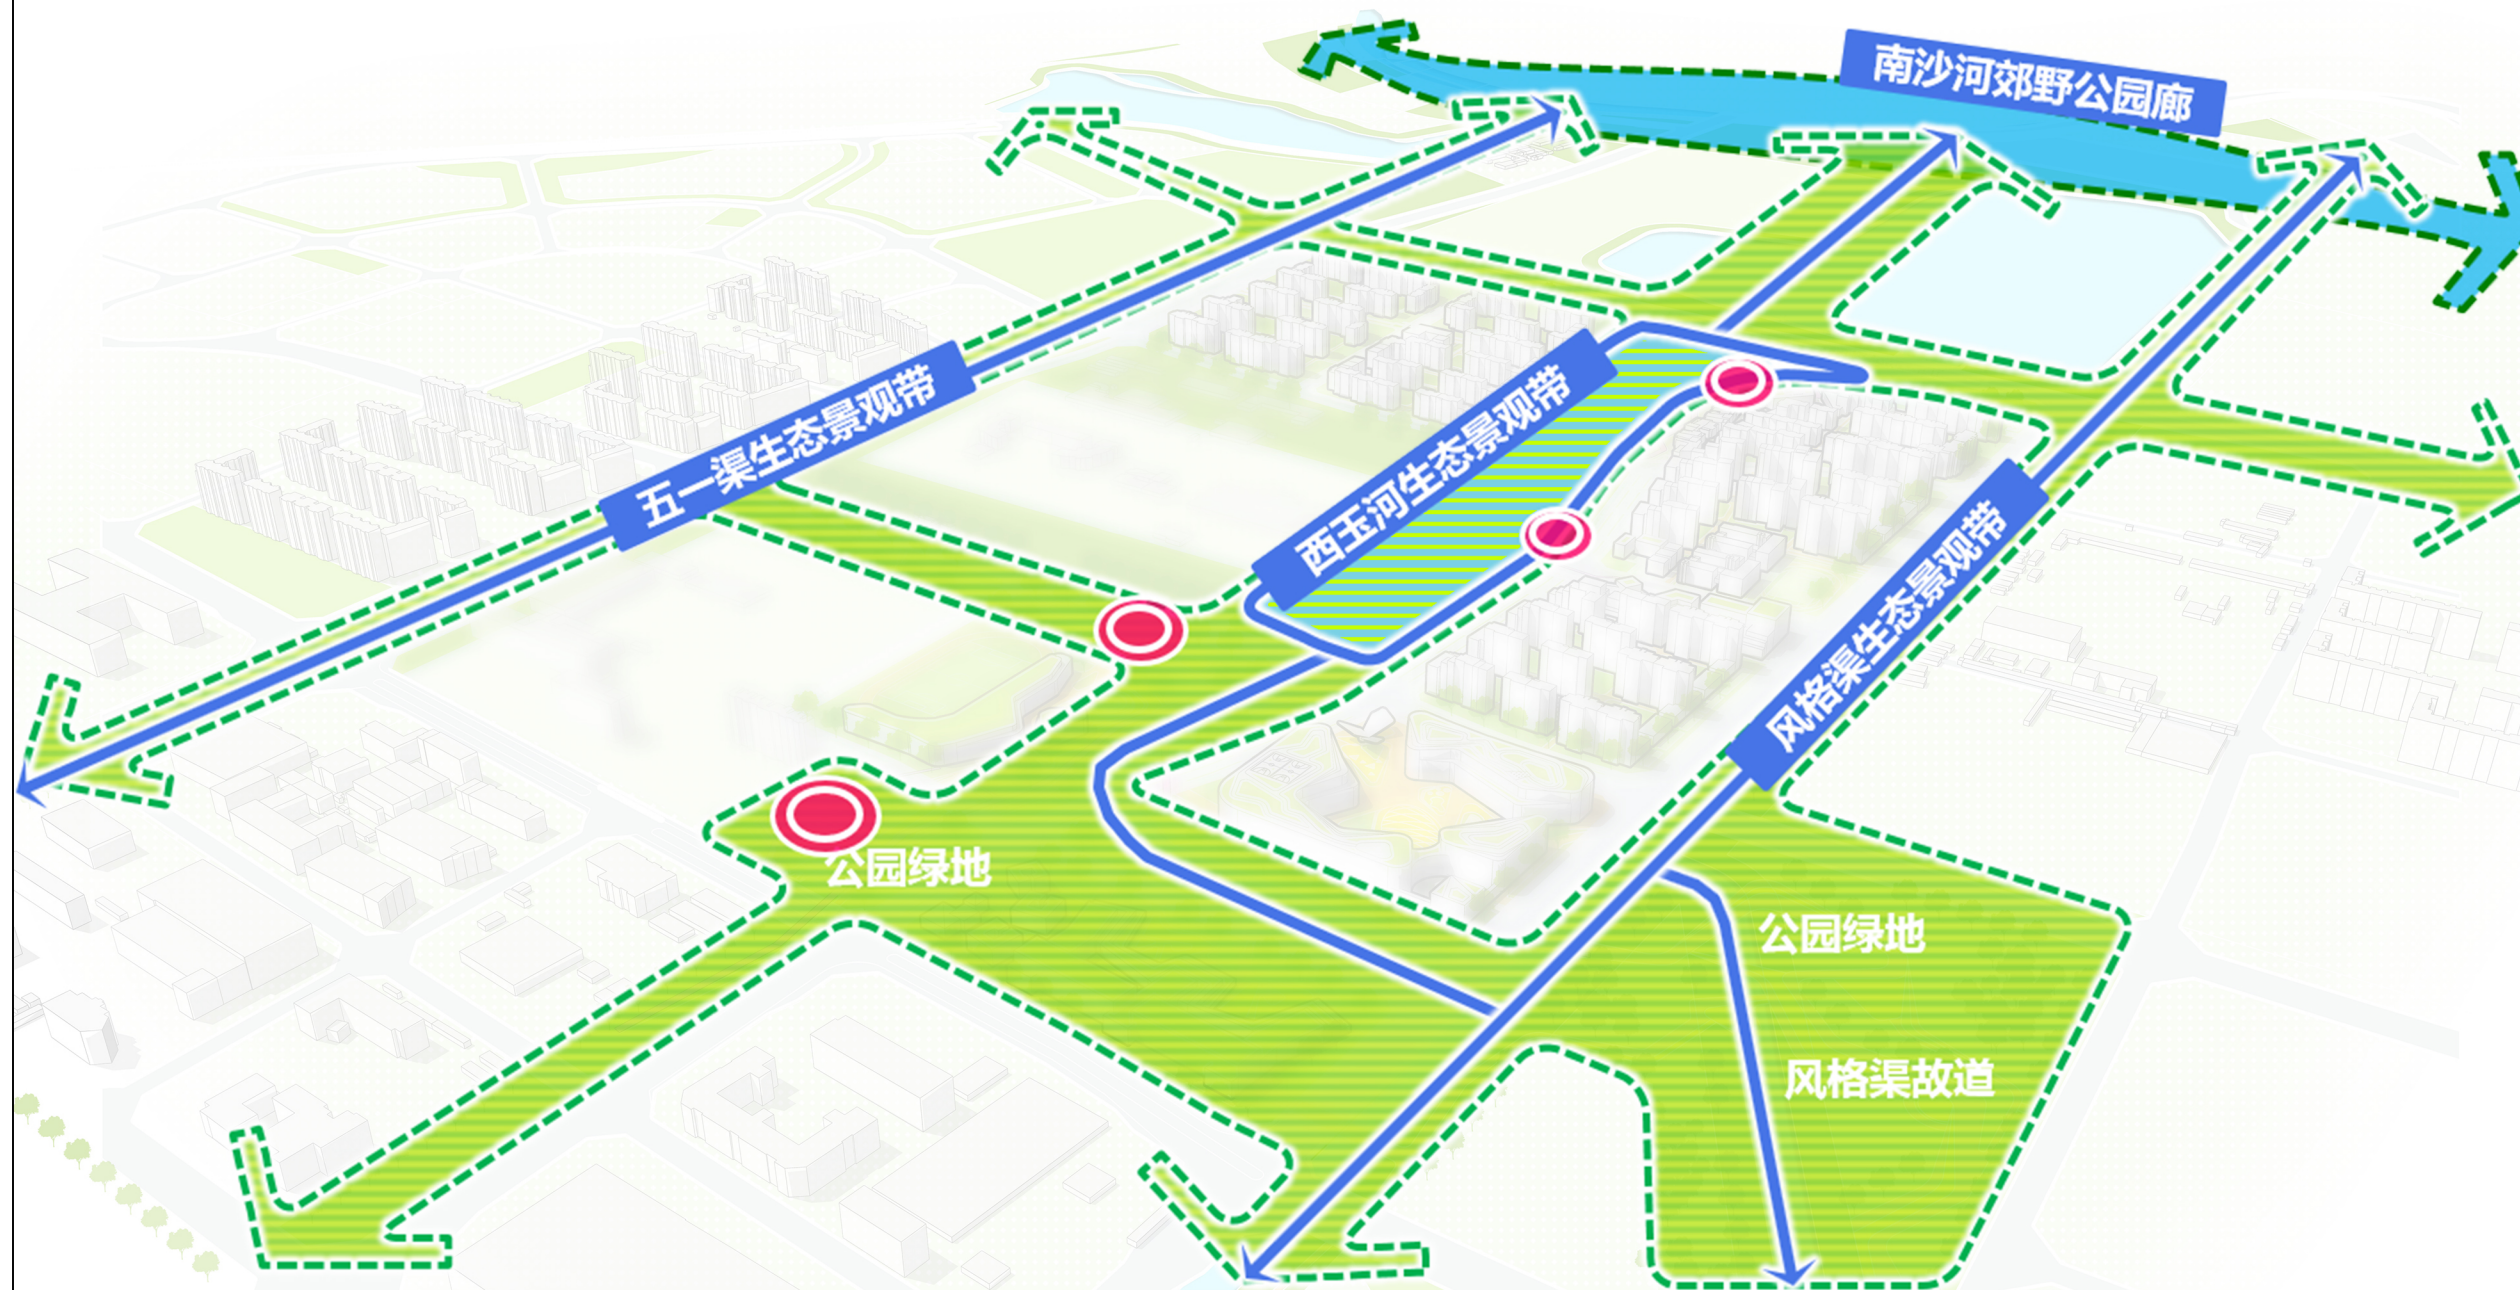 南沙河郊野公园廊
五一渠生态景观带
西玉河生态景观带
风格渠生态景观带
公园绿地
公园绿地
风格渠故道